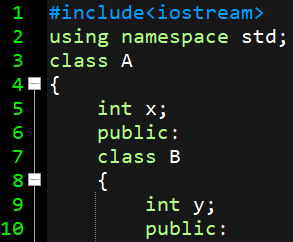 1 #include<iostream>
2 using namespace std;
3 class A
4 {
5 int x;
6 public:
7 class B
8 {
9 int y;
10 public: